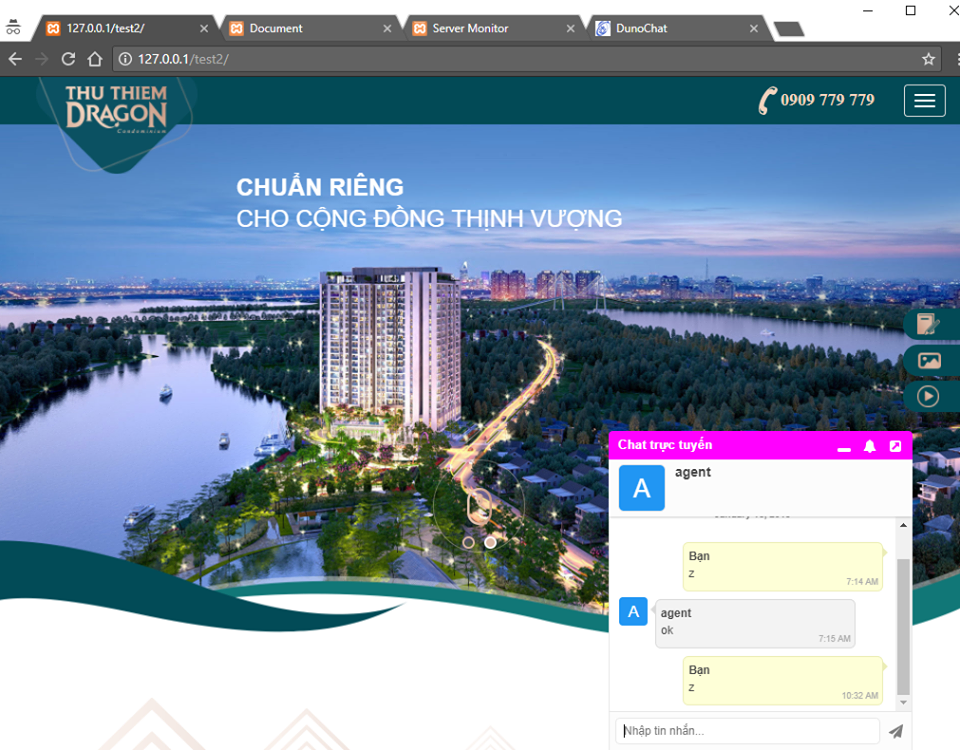 127.0.0.1/test2/
Document
Server Monitor
DunoChat
127.0.0.1/test2/
THU THIEM
DRAGON
Condominium
0909 779 779
CHUẨN RIÊNG
CHO CỘNG ĐỒNG THỊNH VƯỢNG
Chat trực tuyến
A
agent
Bạn
z
7:14 AM
A
agent
ok
7:15 AM
Bạn
z
10:32 AM
Nhập tin nhắn...